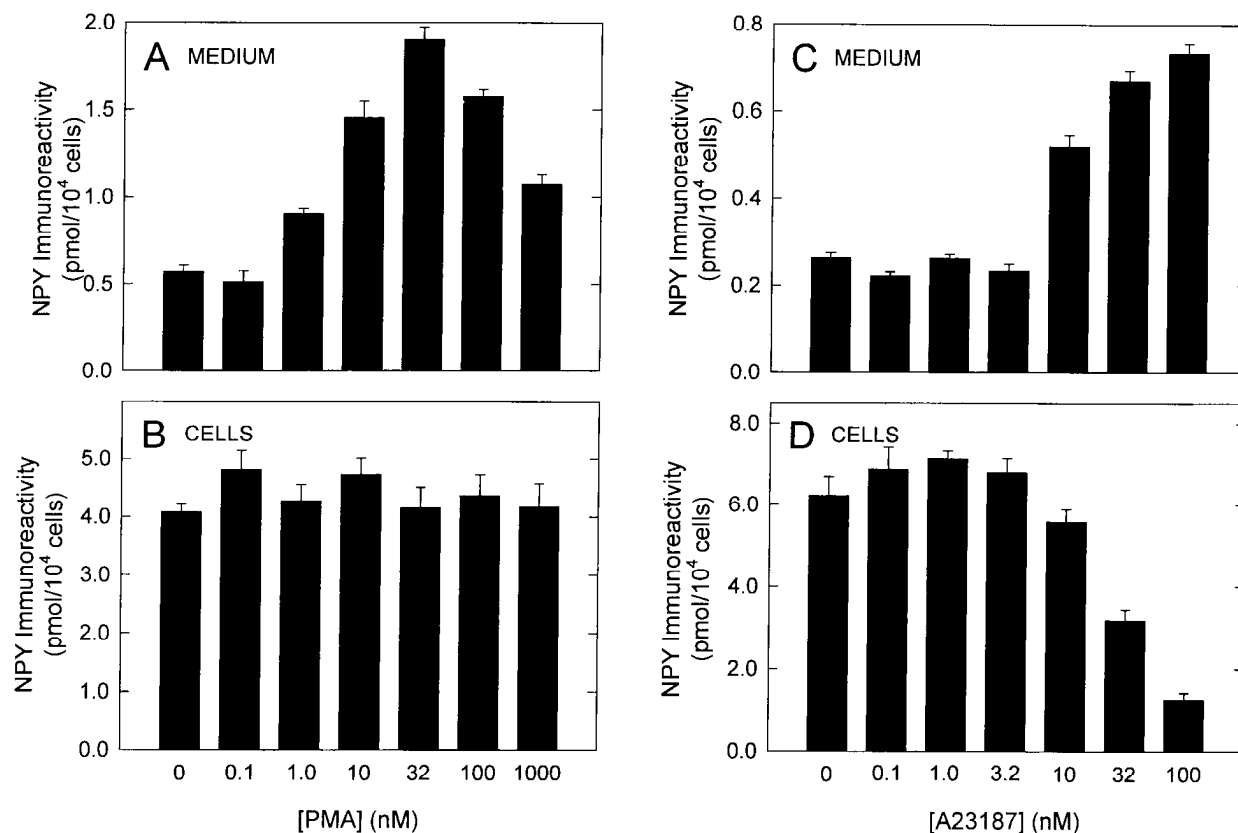 A MEDIUM
NPY Immunoreactivity
(pmol/10⁴ cells)
2.0
1.5
1.0
0.5
0.0
B CELLS
NPY Immunoreactivity
(pmol/10⁴ cells)
5.0
4.0
3.0
2.0
1.0
0.0
0 0.1 1.0 10 32 100 1000
[PMA] (nM)
C MEDIUM
NPY Immunoreactivity
(pmol/10⁴ cells)
0.8
0.6
0.4
0.2
0.0
D CELLS
NPY Immunoreactivity
(pmol/10⁴ cells)
8.0
6.0
4.0
2.0
0.0
0 0.1 1.0 3.2 10 32 100
[A23187] (nM)